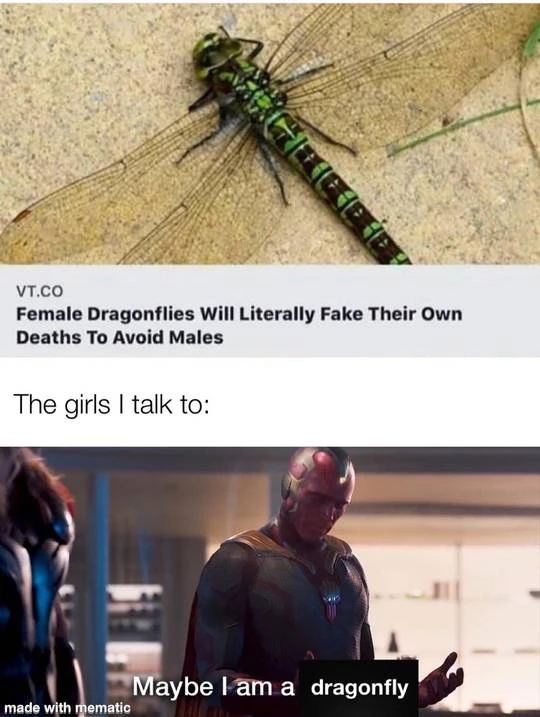 VT.CO
Female Dragonflies Will Literally Fake Their Own
Deaths To Avoid Males
The girls I talk to:
Maybe I am a dragonfly
made with mematic